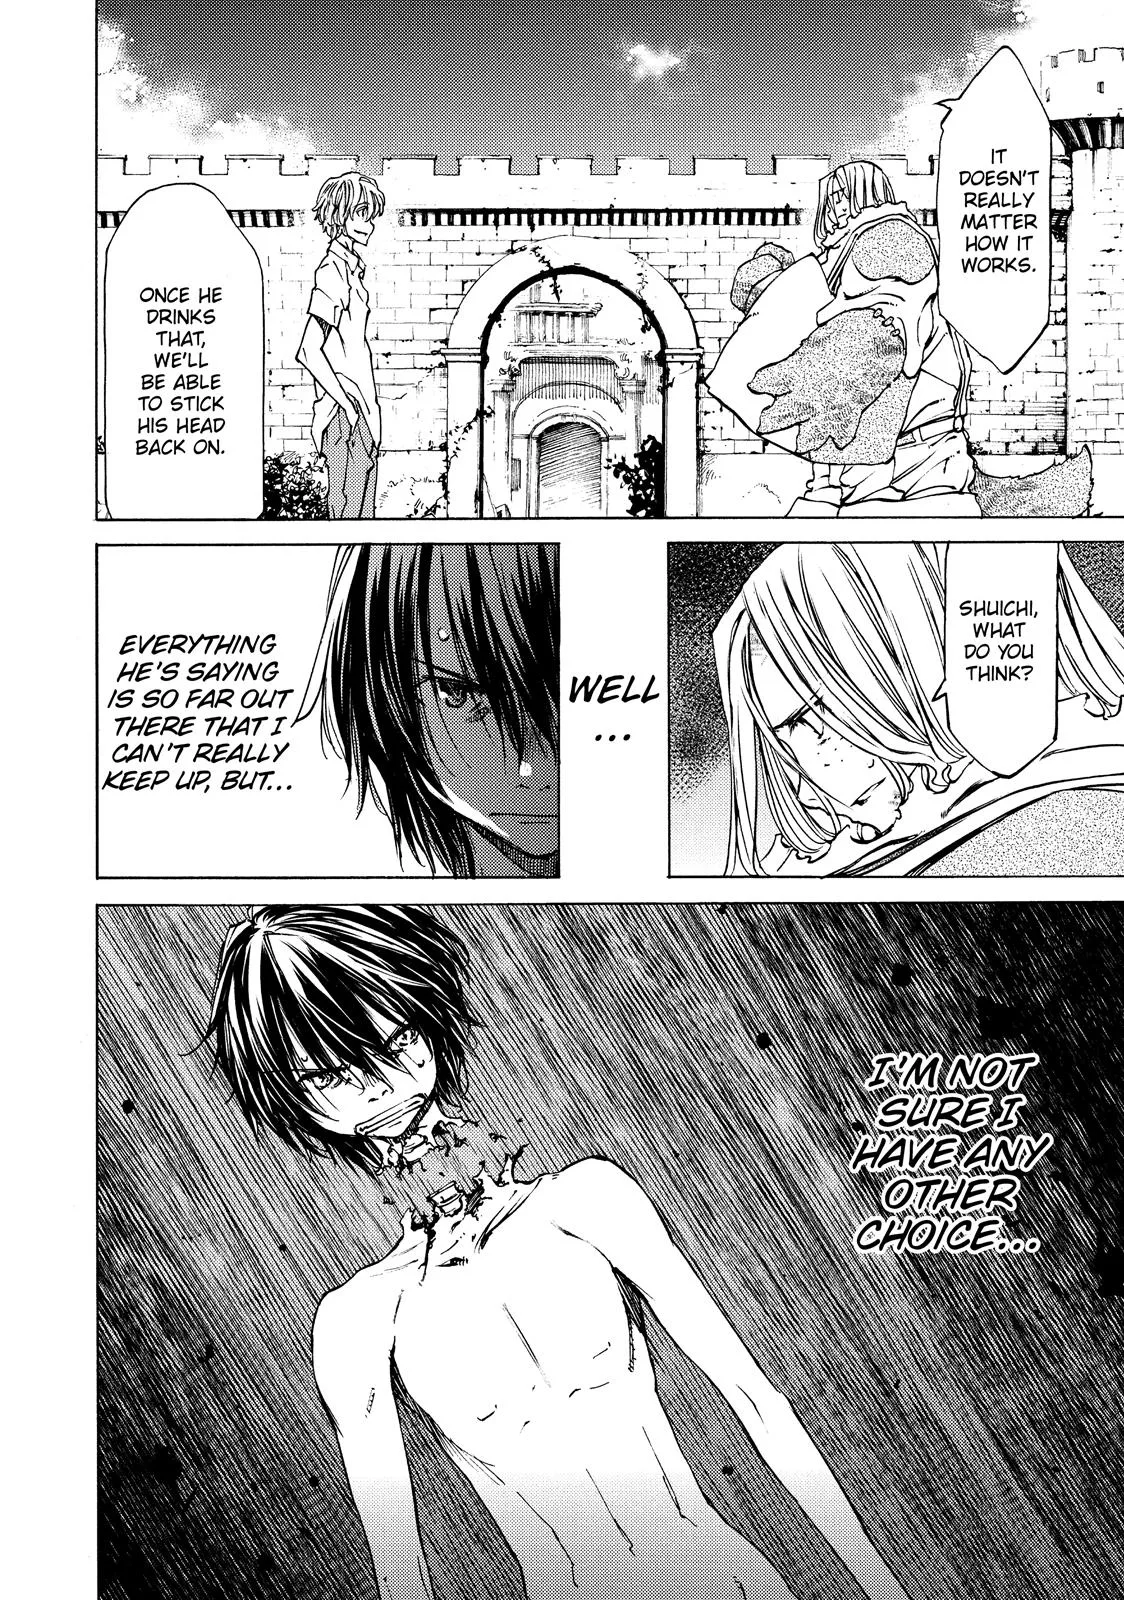 IT
DOESN'T
REALLY
MATTER
HOW IT
WORKS.
ONCE HE
DRINKS
THAT,
WE'LL
BE ABLE
TO STICK
HIS HEAD
BACK ON.
SHUICHI,
WHAT
DO YOU
THINK?
WELL
...
EVERYTHING
HE'S SAYING
IS SO FAR OUT
THERE THAT I
CAN'T REALLY
KEEP UP, BUT...
I'M NOT
SURE I
HAVE ANY
OTHER
CHOICE...